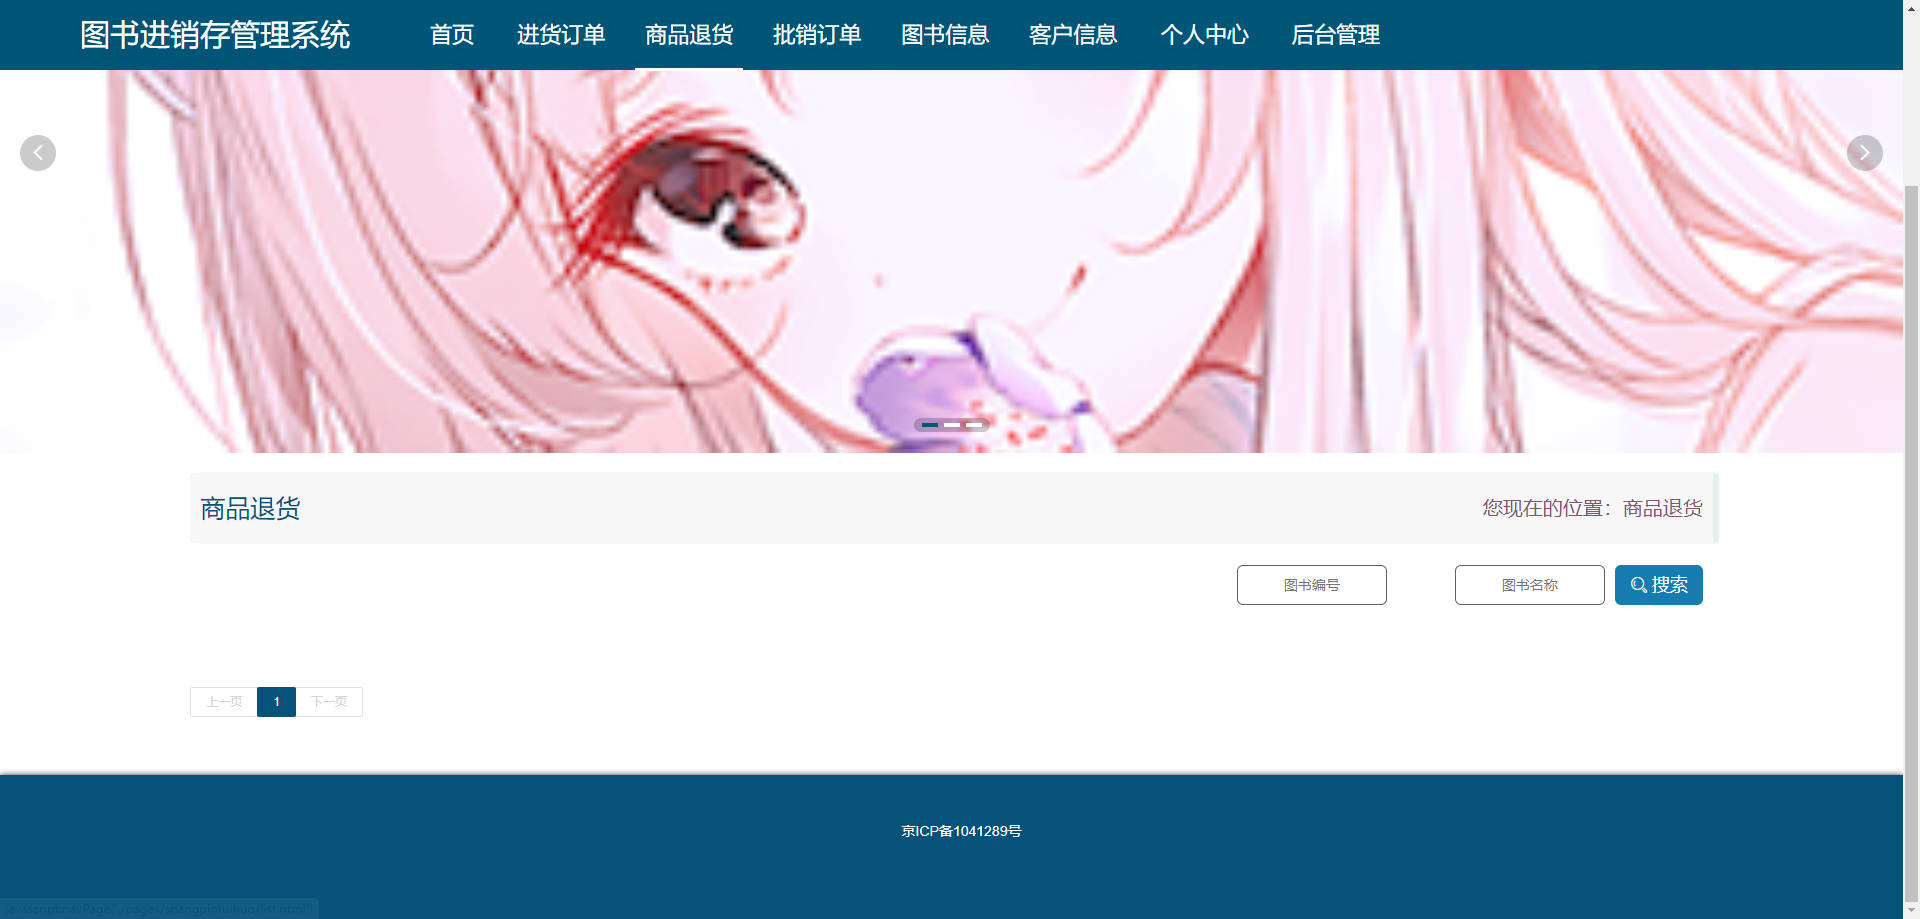 图书进销存管理系统
首页 进货订单 商品退货 批销订单 图书信息 客户信息 个人中心 后台管理
商品退货
您现在的位置：商品退货
图书编号
图书名称
搜索
上一页 1 下一页
京ICP备1041289号